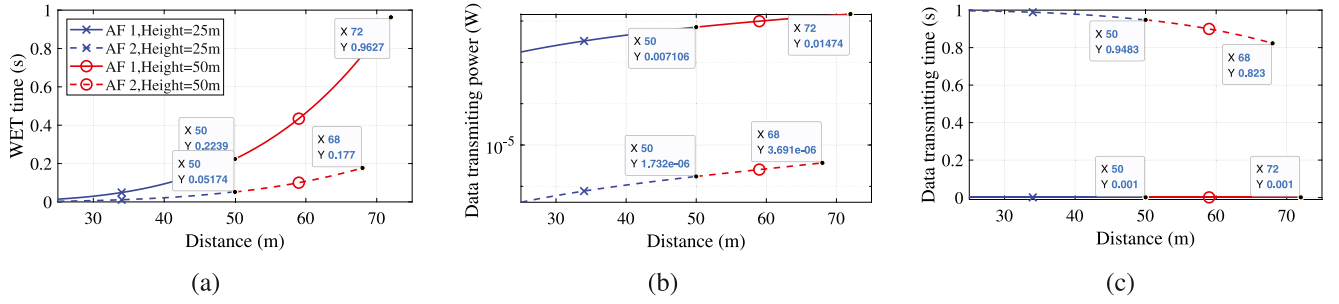 1
0.8
0.6
0.4
0.2
0
WET time (s)
AF 1,Height=25m
AF 2,Height=25m
AF 1,Height=50m
AF 2,Height=50m
X 72
Y 0.9627
X 50
Y 0.2239
X 50
Y 0.05174
X 68
Y 0.177
30 40 50 60 70
Distance (m)
(a)
Data transmitting power (W)
10-5
X 50
Y 0.007106
X 72
Y 0.01474
X 50
Y 1.732e-06
X 68
Y 3.691e-06
30 40 50 60 70
Distance (m)
(b)
Data transmitting time (s)
1
0.8
0.6
0.4
0.2
0
X 50
Y 0.9483
X 68
Y 0.823
X 50
Y 0.001
X 72
Y 0.001
30 40 50 60 70
Distance (m)
(c)